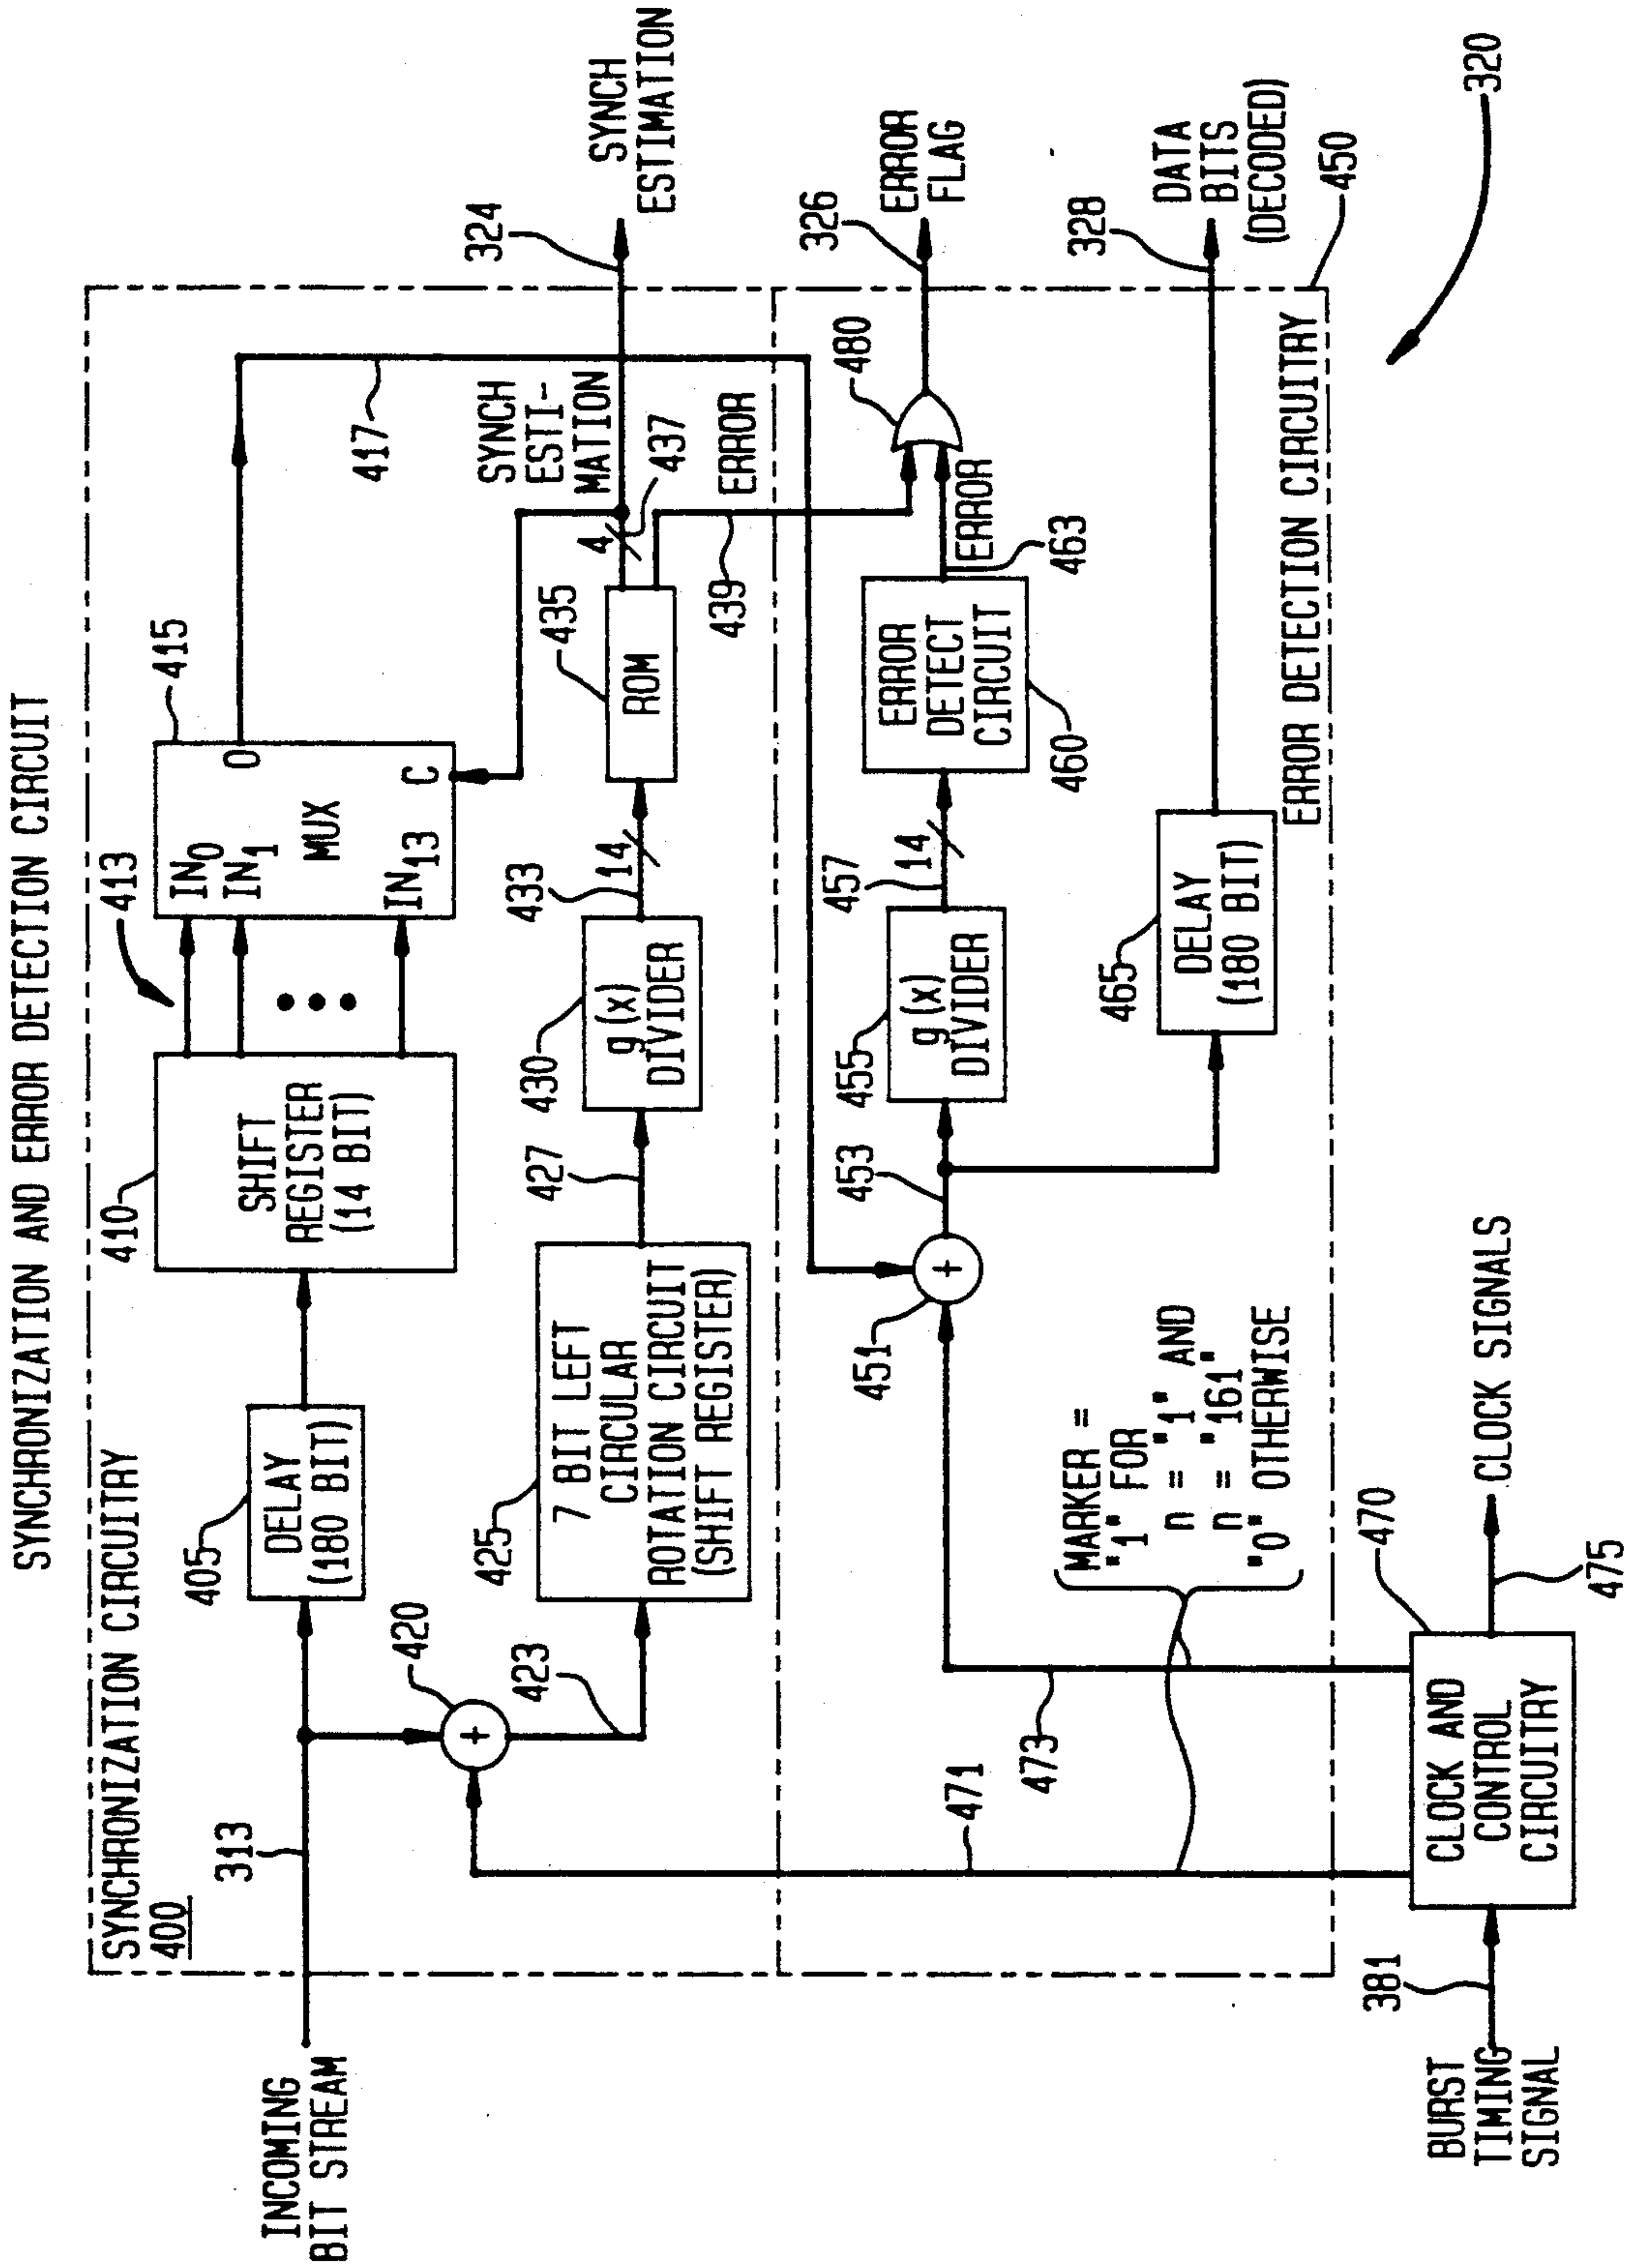 SYNCHRONIZATION AND ERROR DETECTION CIRCUIT
SYNCHRONIZATION CIRCUITRY
400
INCOMING
BIT STREAM
313
405
DELAY
(180 BIT)
410
SHIFT
REGISTER
(14 BIT)
413
IN0
IN1
IN13
MUX
O
C
415
417
420
+
423
425
7 BIT LEFT
CIRCULAR
ROTATION CIRCUIT
(SHIFT REGISTER)
427
430
g(x)
DIVIDER
433
14
435
ROM
4
437
SYNCH
ESTI-
MATION
439
ERROR
324
SYNCH
ESTIMATION
451
+
453
455
g(x)
DIVIDER
457
14
ERROR
DETECT
CIRCUIT
460
463
ERROR
480
326
ERROR
FLAG
465
DELAY
(180 BIT)
328
DATA
BITS
(DECODED)
ERROR DETECTION CIRCUITRY
450
320
471
473
MARKER =
"1" FOR
n = "1" AND
n = "161"
"0" OTHERWISE
BURST
TIMING
SIGNAL
381
470
CLOCK AND
CONTROL
CIRCUITRY
475
CLOCK SIGNALS